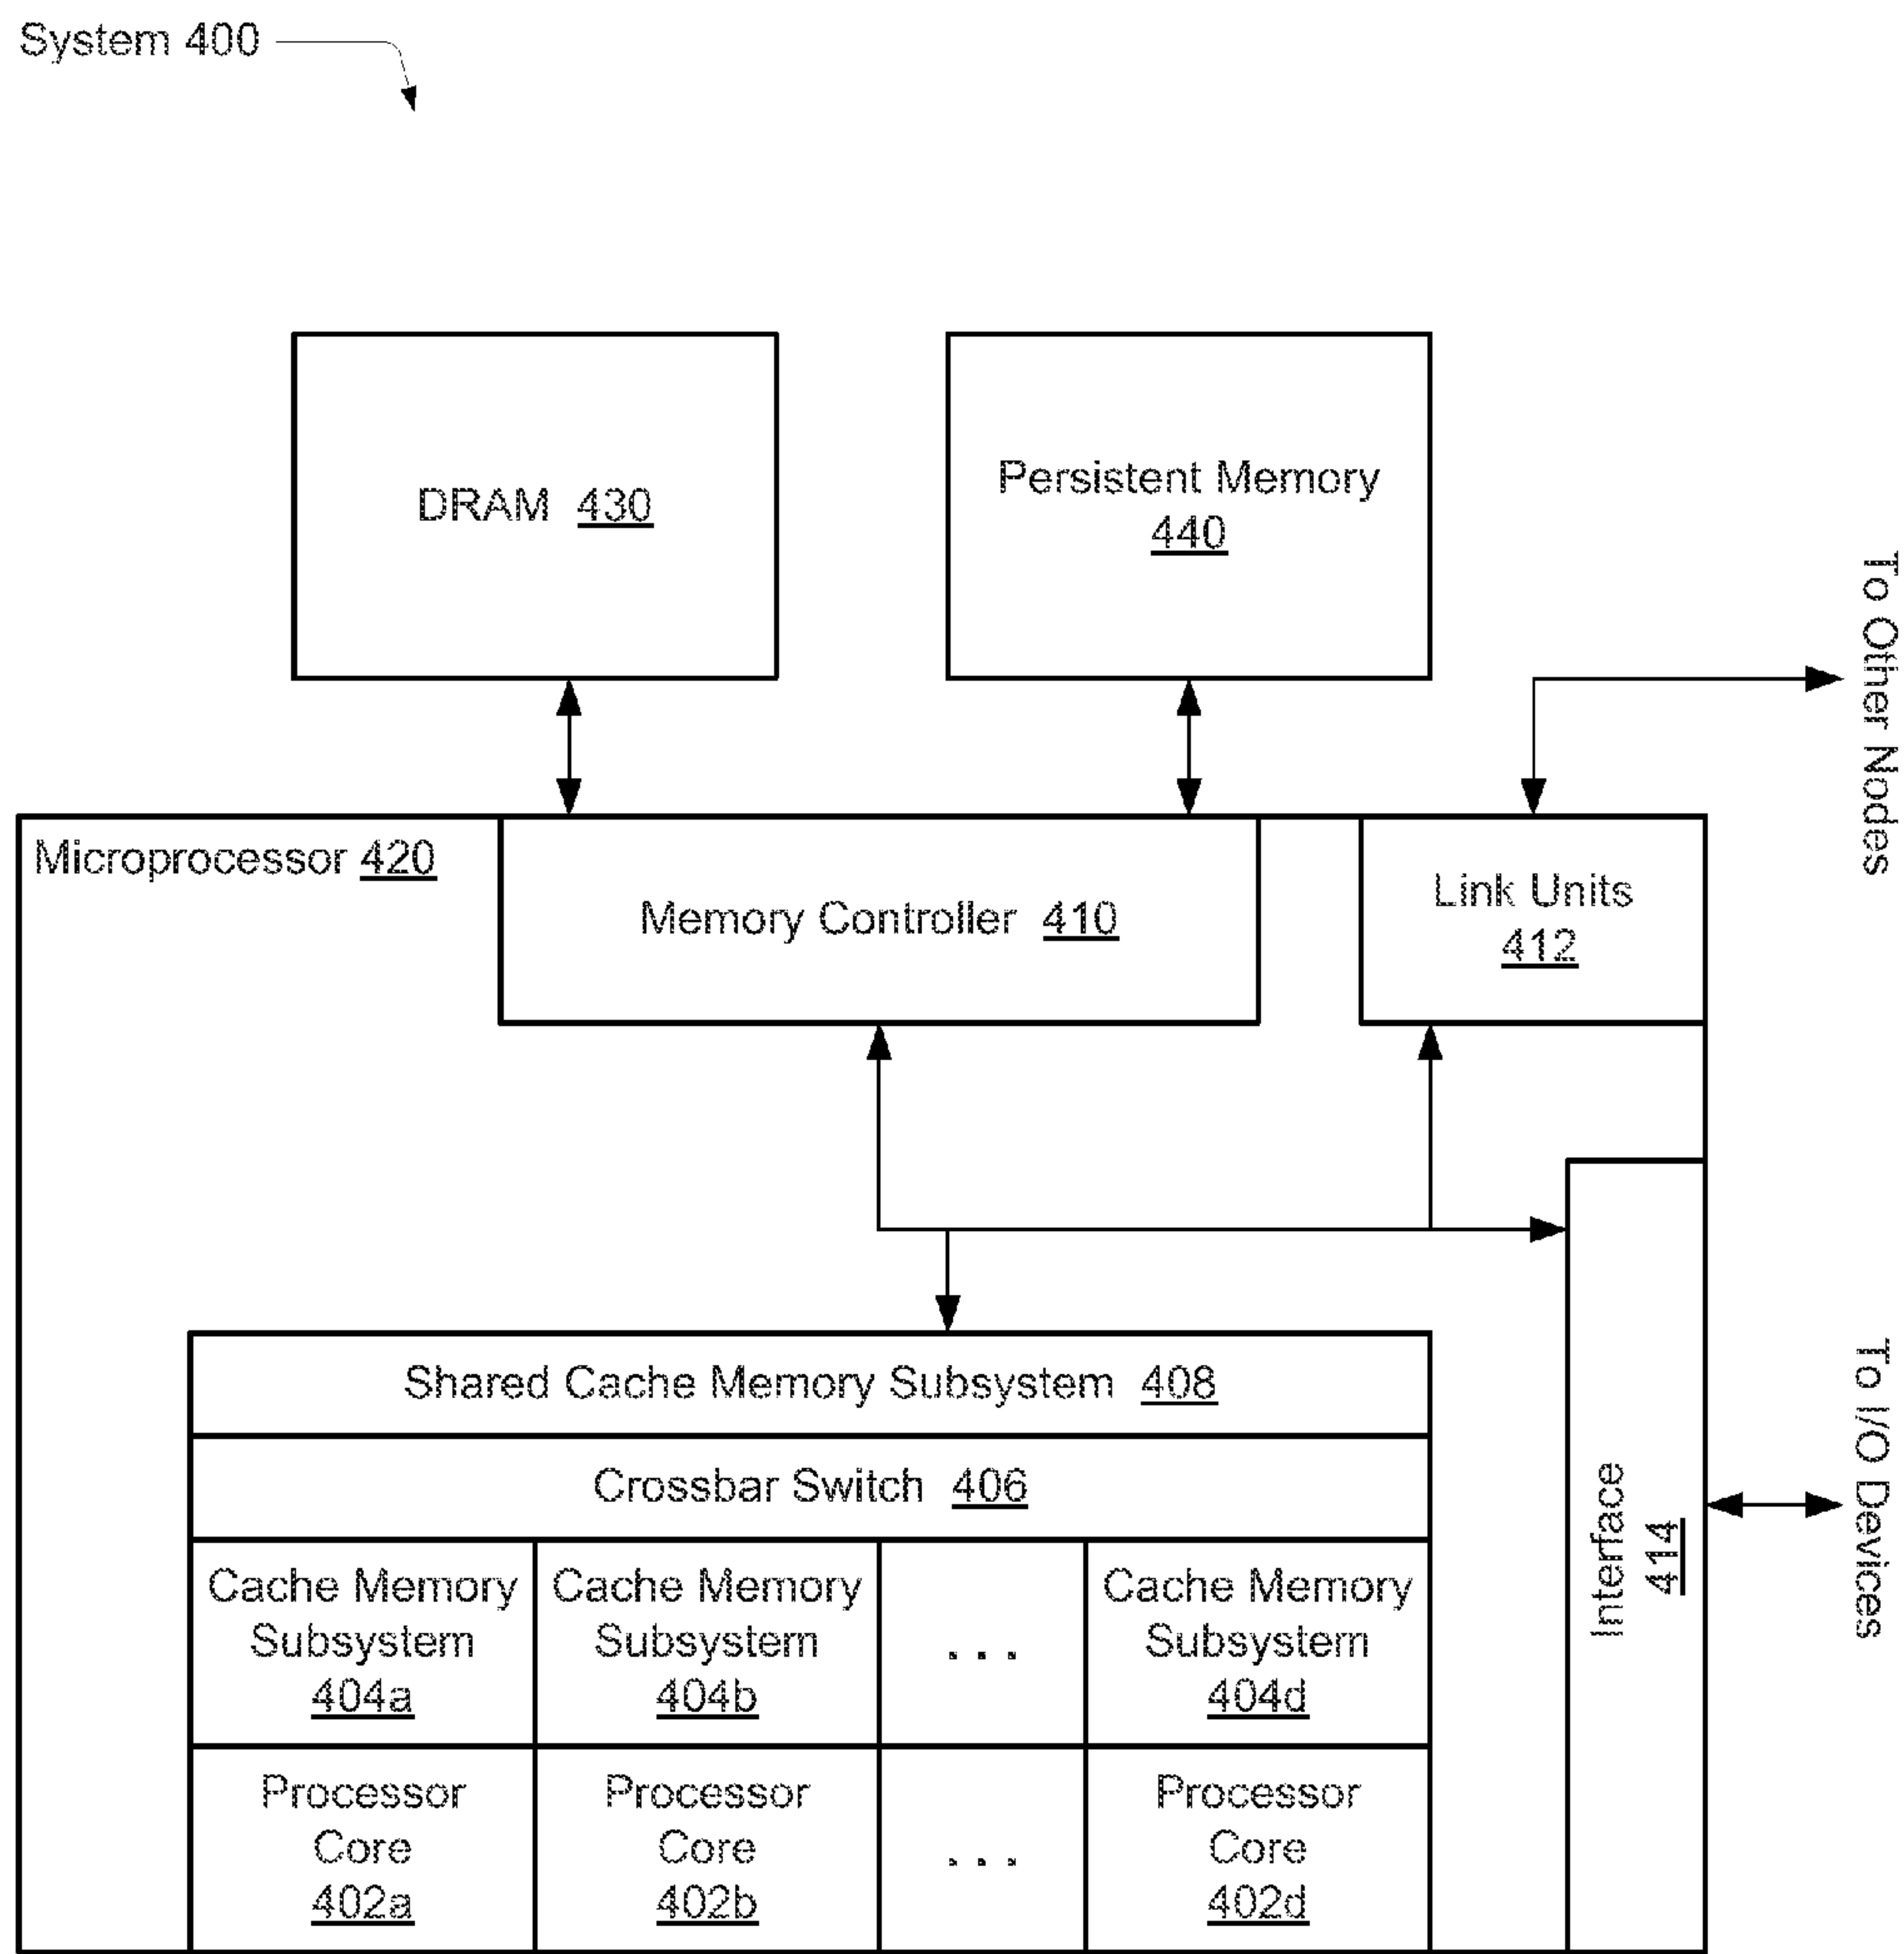 System 400
DRAM 430
Persistent Memory
440
To Other Nodes
Microprocessor 420
Memory Controller 410
Link Units
412
Shared Cache Memory Subsystem 408
Crossbar Switch 406
Cache Memory
Subsystem
404a
Cache Memory
Subsystem
404b
...
Cache Memory
Subsystem
404d
Processor
Core
402a
Processor
Core
402b
...
Processor
Core
402d
Interface
414
To I/O Devices